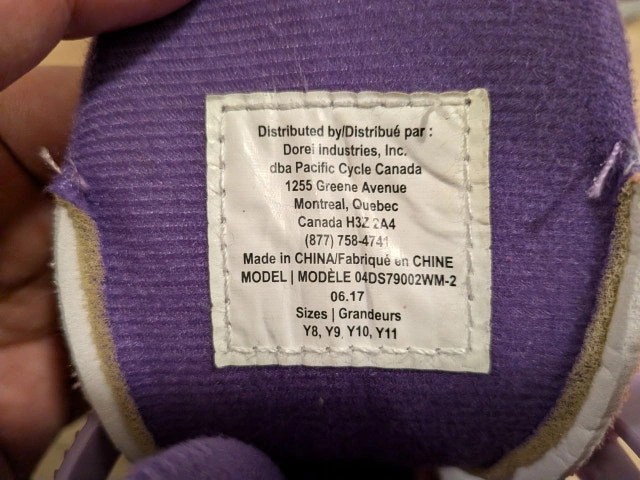 Distributed by/Distribué par :
Dorel Industries, Inc.
dba Pacific Cycle Canada
1255 Greene Avenue
Montreal, Quebec
Canada H3Z 2A4
(877) 758-4741
Made in CHINA/Fabriqué en CHINE
MODEL | MODÈLE 04DS79002WM-2
06.17
Sizes | Grandeurs
Y8, Y9, Y10, Y11